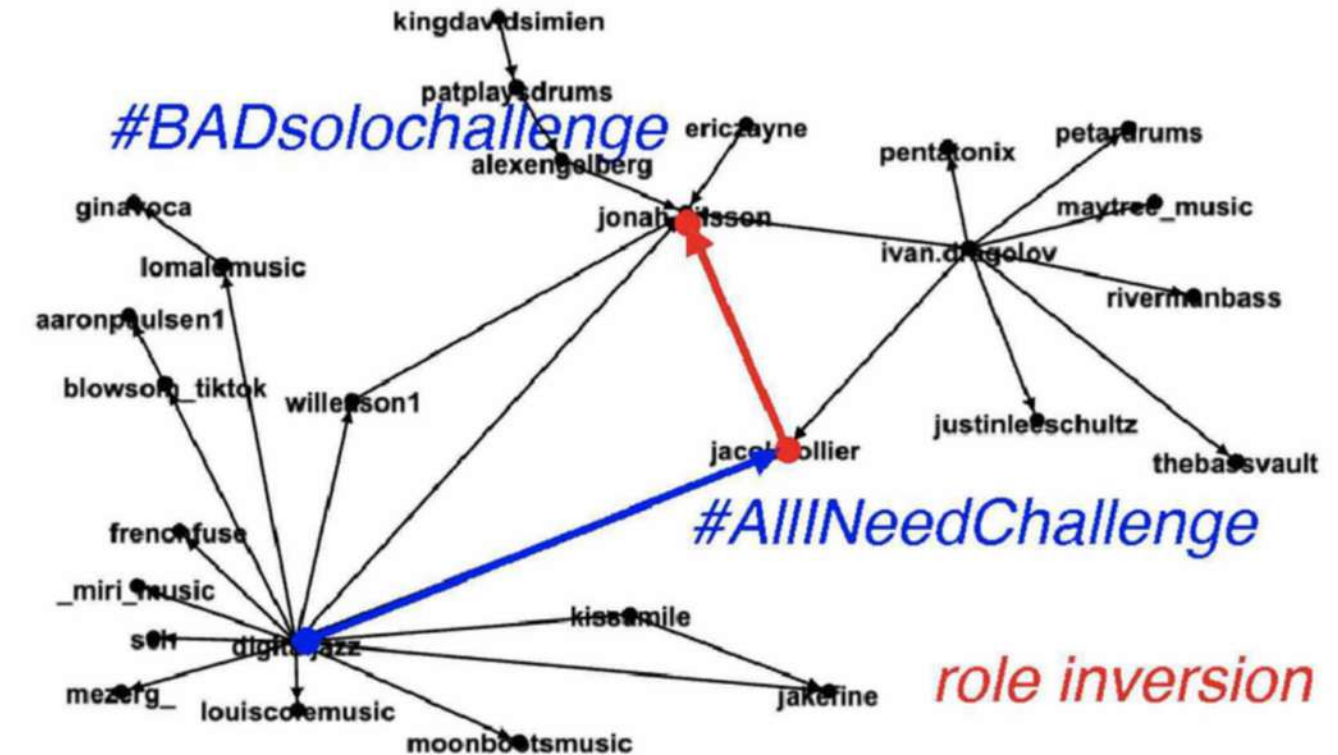 kingdavidsimien
patplaysdrums
#BADsolochallenge
ericzayne
petardrums
pentatonix
alexengelberg
ginavoca
jonah_nilsson
maytree_music
ivan.dragolov
lomalemusic
rivermanbass
aaronpaulsen1
blowsom_tiktok
willemson1
justinleeschultz
jacobcollier
thebassvault
#AllINeedChallenge
frenchfuse
_miri_music
kissamile
digitaljazz
mezerg_
louiscolemusic
jakefine
role inversion
moonbootsmusic